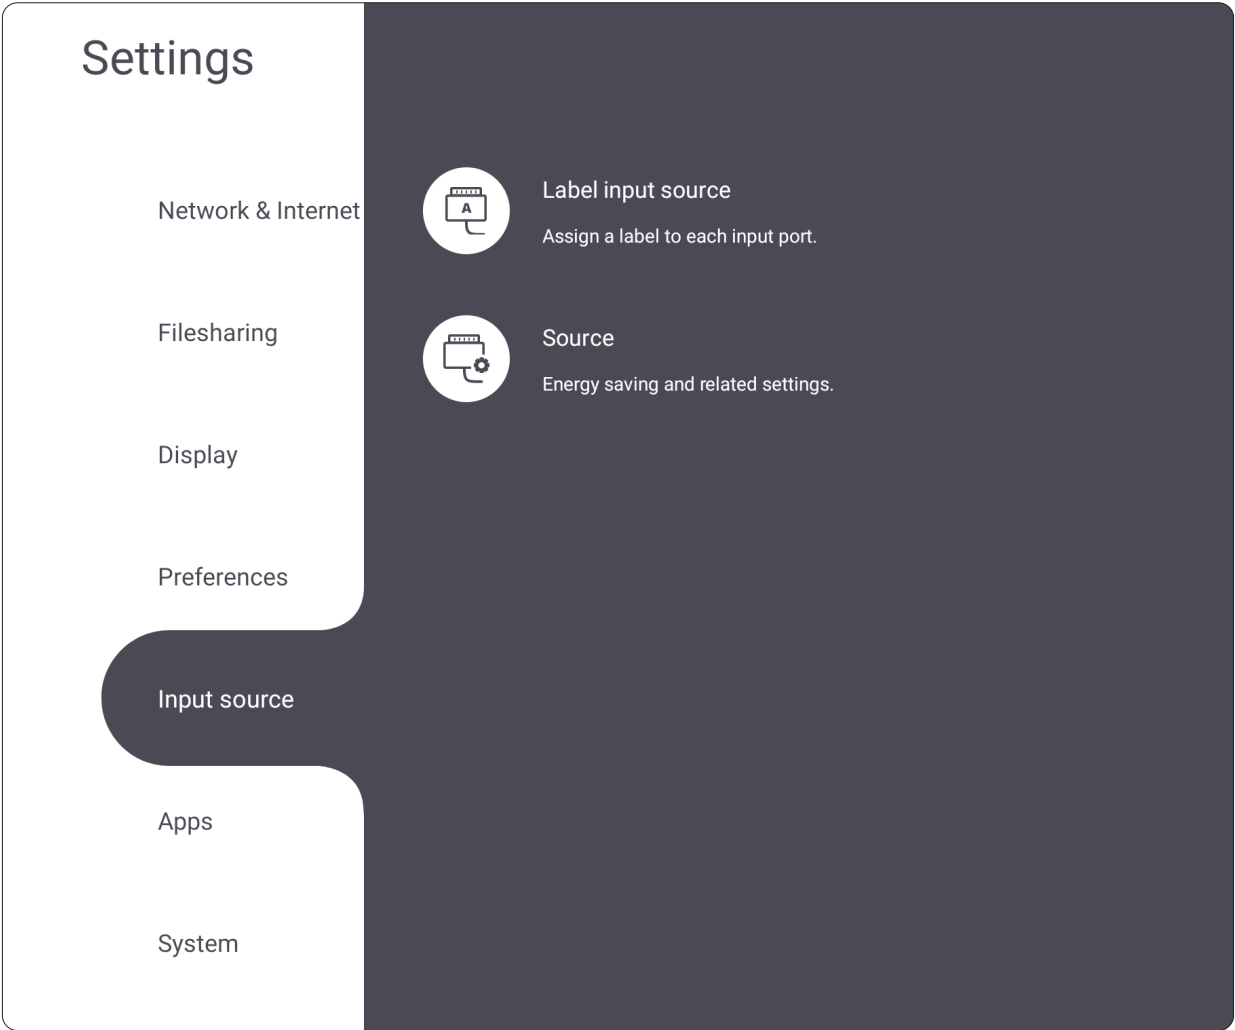 Settings
Network & Internet
Filesharing
Display
Preferences
Input source
Apps
System
A
Label input source
Assign a label to each input port.
Source
Energy saving and related settings.